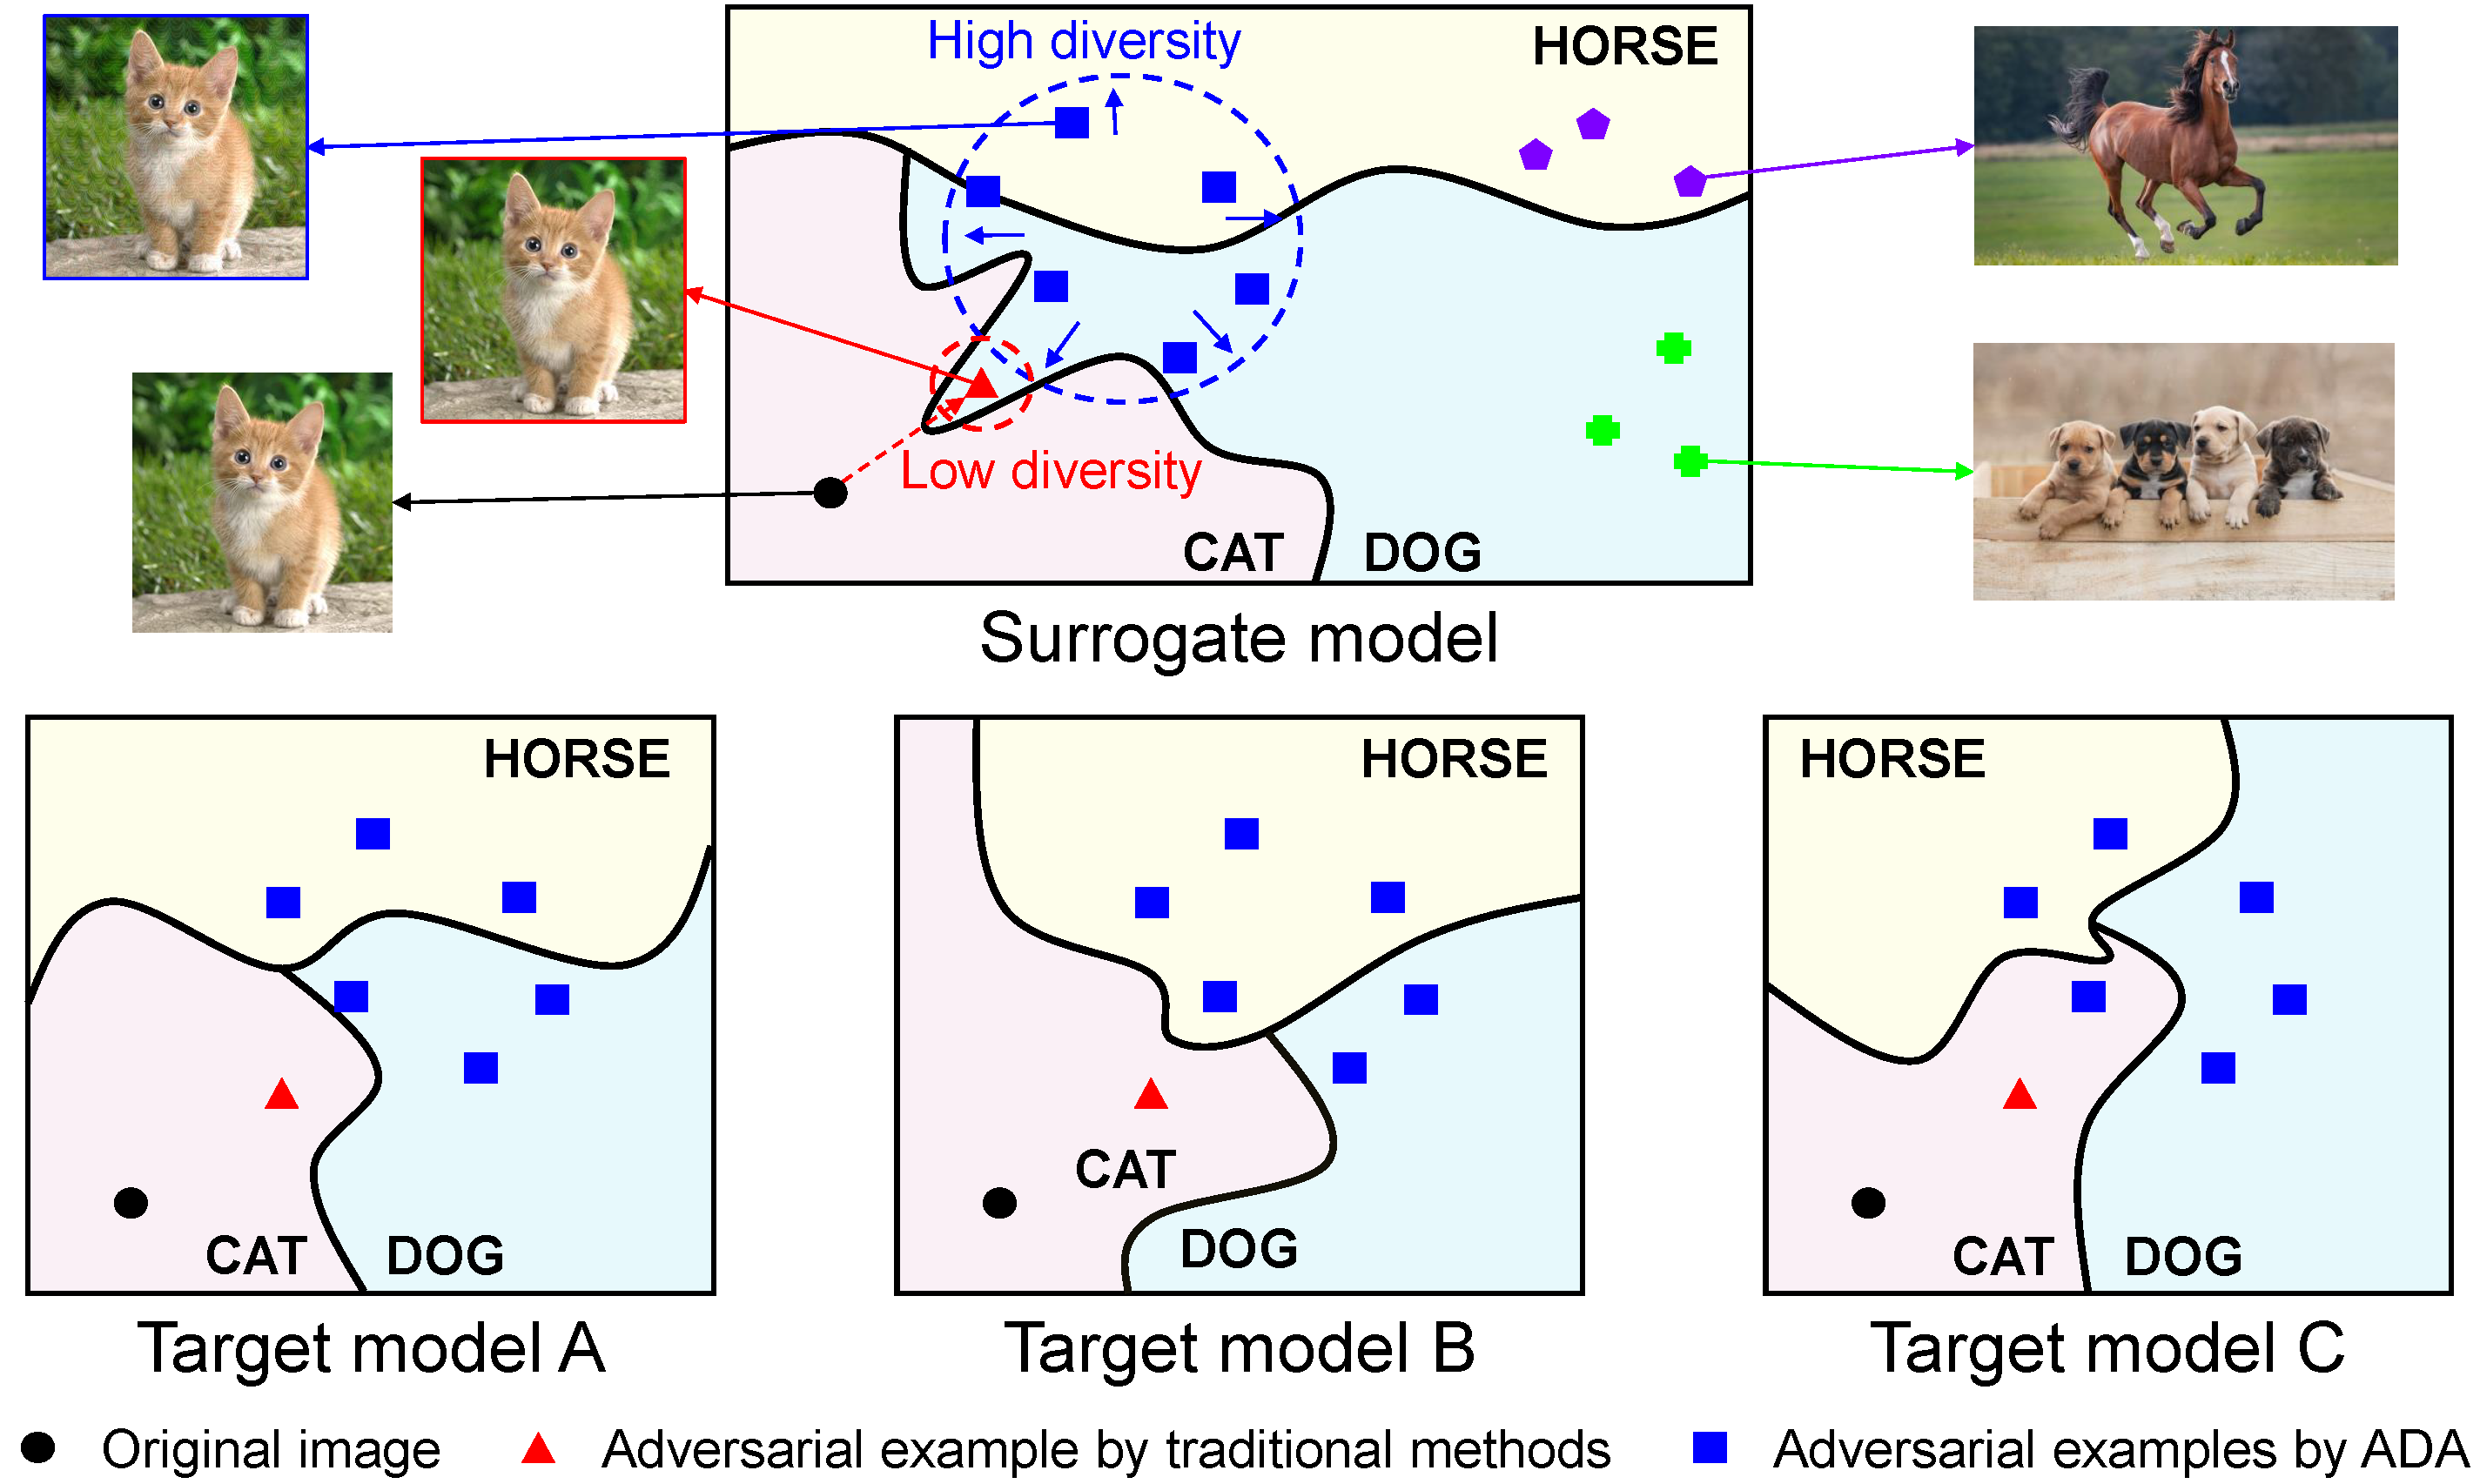 High diversity
HORSE
Low diversity
CAT
DOG
Surrogate model
HORSE
CAT
DOG
Target model A
HORSE
CAT
DOG
Target model B
HORSE
CAT
DOG
Target model C
Original image
Adversarial example by traditional methods
Adversarial examples by ADA